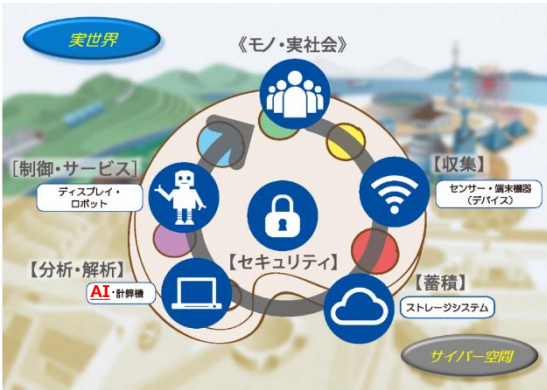 実世界
《モノ・実社会》
[制御・サービス]
ディスプレイ・
ロボット
【収集】
センサー・端末機器
(デバイス)
【セキュリティ】
【分析・解析】
AI・計算機
【蓄積】
ストレージシステム
サイバー空間